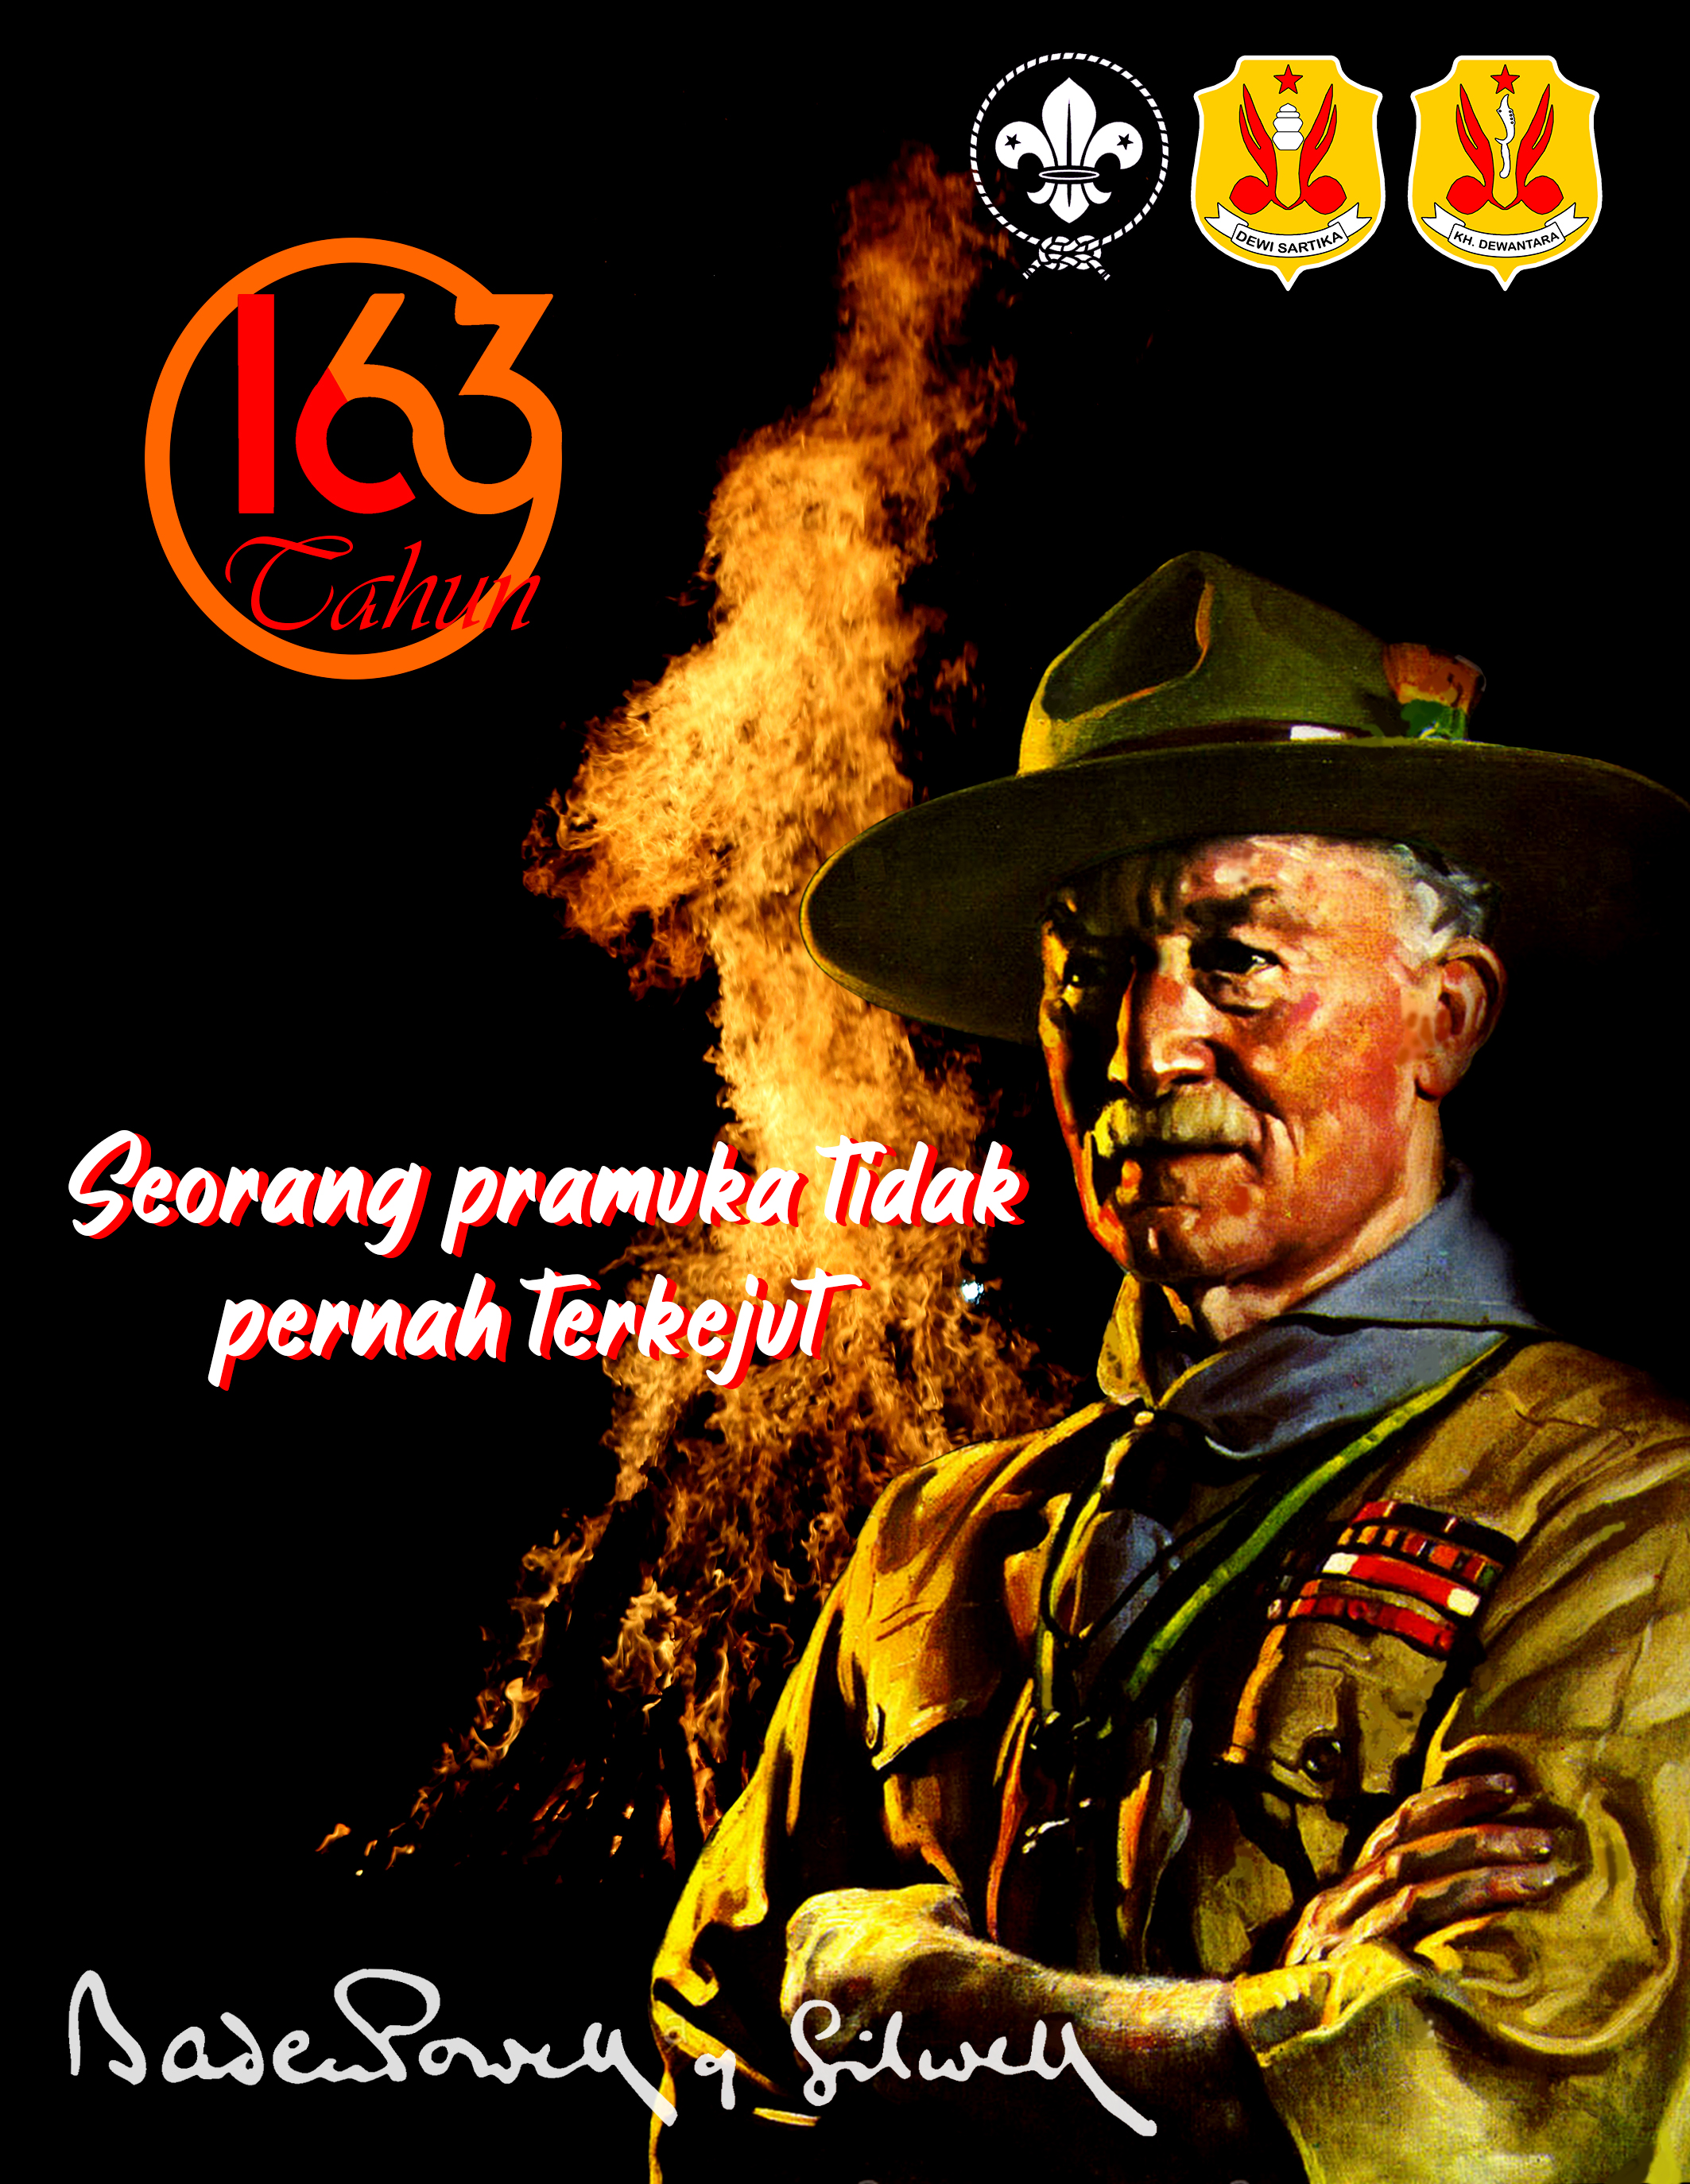 DEWI SARTIKA
KH. DEWANTARA
163
Tahun
Seorang pramuka tidak
pernah terkejut
Baden Powell of Gilwell